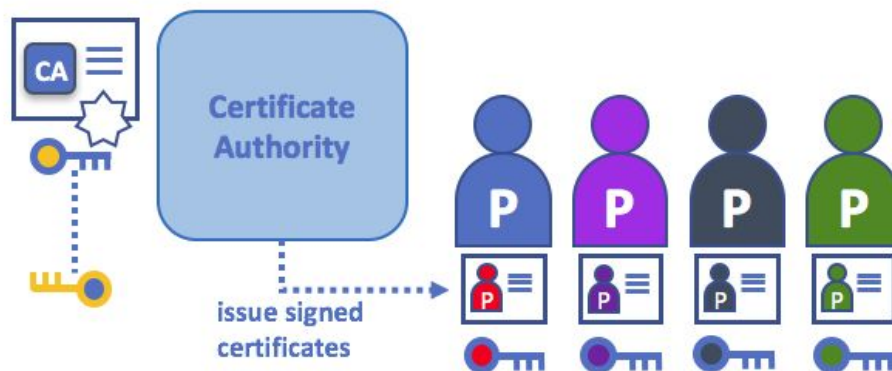 CA
Certificate
Authority
P P P P
P P P P
issue signed
certificates